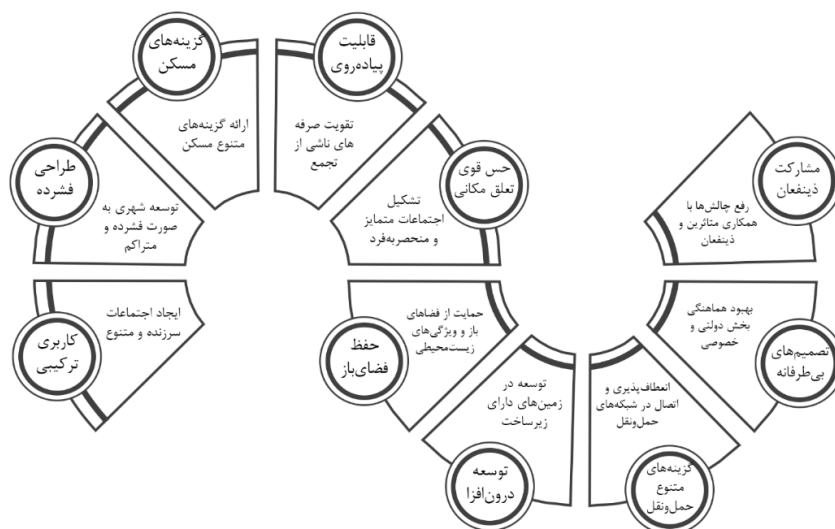 کاربری
ترکیبی
ایجاد اجتماعات
سرزنده و متنوع
طراحی
فشرده
توسعه شهری به
صورت فشرده و
متراکم
گزینه‌های
مسکن
ارائه گزینه‌های
متنوع مسکن
قابلیت
پیاده‌روی
تقویت صرفه
های ناشی از
تجمع
حس قوی
تعلق مکانی
تشکیل
اجتماعات متمایز
و منحصربه‌فرد
حفظ
فضای‌باز
حمایت از فضاهای
باز و ویژگی‌های
زیست‌محیطی
توسعه
درون‌افزا
توسعه در
زمین‌های دارای
زیرساخت
گزینه‌های
متنوع
حمل‌ونقل
انعطاف‌پذیری و
اتصال در شبکه‌های
حمل‌ونقل
تصمیم‌های
بی‌طرفانه
بهبود هماهنگی
بخش دولتی و
خصوصی
مشارکت
ذینفعان
رفع چالش‌ها با
همکاری متاثرین و
ذینفعان